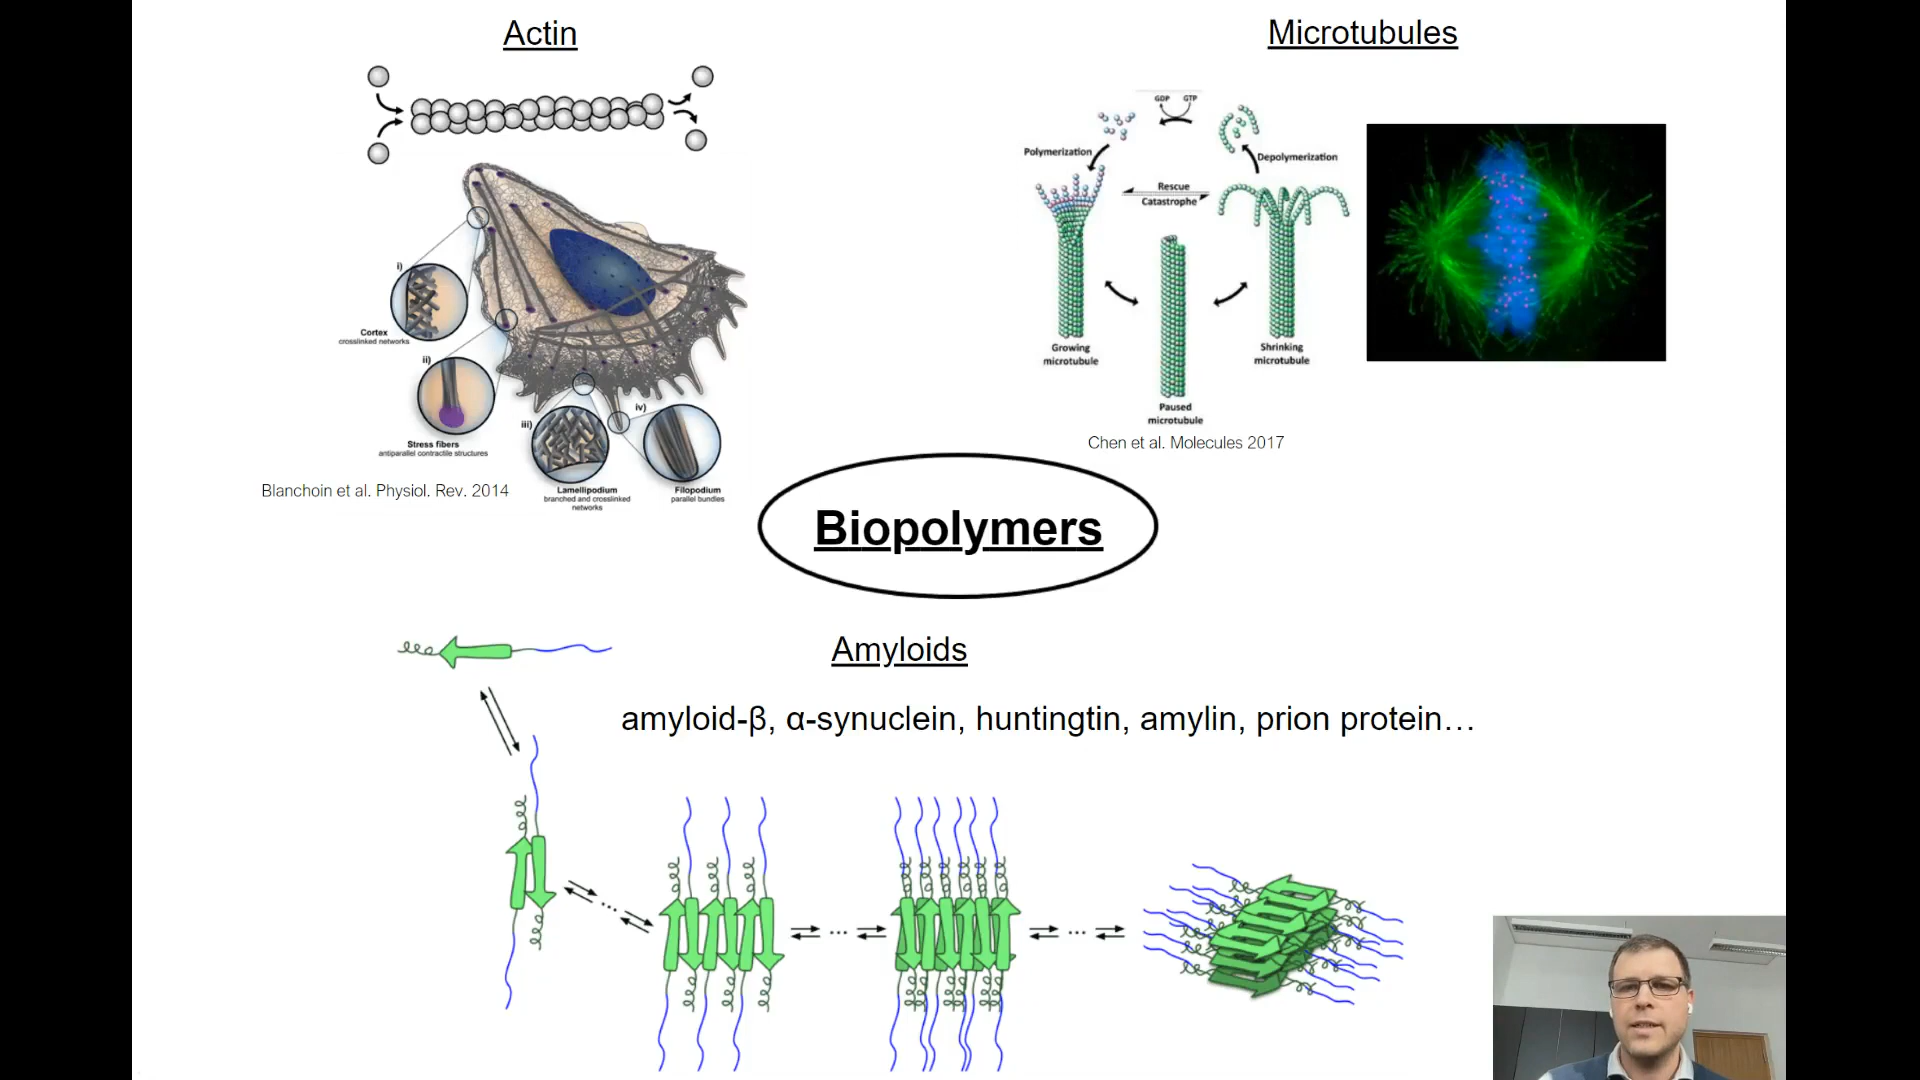 Actin
i)
Cortex
crosslinked networks
ii)
Stress fibers
antiparallel contractile structures
iii)
Lamellipodium
branched and crosslinked
networks
iv)
Filopodium
parallel bundles
Blanchoin et al. Physiol. Rev. 2014
Microtubules
GDP GTP
Polymerization
Depolymerization
Rescue
Catastrophe
Growing
microtubule
Shrinking
microtubule
Paused
microtubule
Chen et al. Molecules 2017
Biopolymers
Amyloids
amyloid-β, α-synuclein, huntingtin, amylin, prion protein…
...
...
...